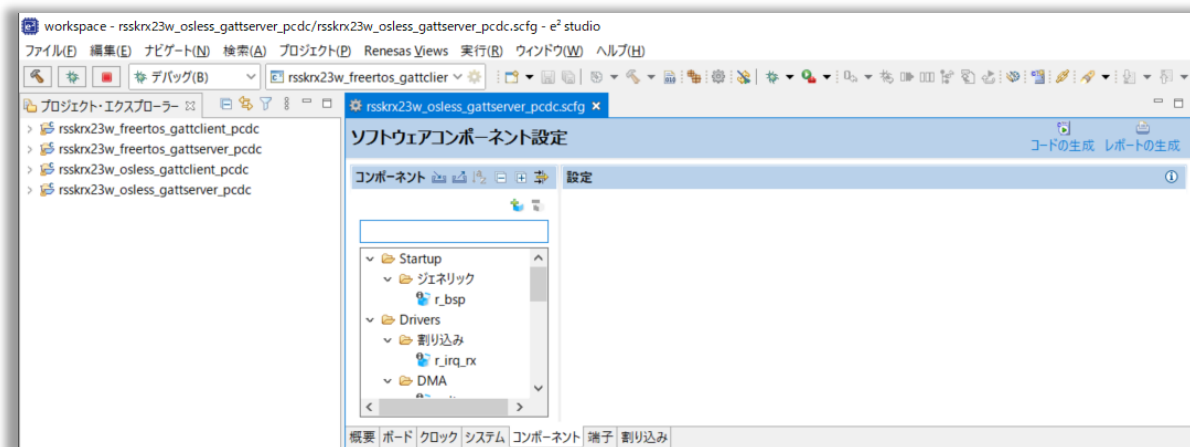 workspace - rsskrx23w_osless_gattserver_pcdc/rsskrx23w_osless_gattserver_pcdc.scfg - e² studio
ファイル(F) 編集(E) ナビゲート(N) 検索(A) プロジェクト(P) Renesas Views 実行(R) ウィンドウ(W) ヘルプ(H)
デバッグ(B) rsskrx23w_freertos_gattclier
プロジェクト・エクスプローラー rsskrx23w_osless_gattserver_pcdc.scfg
rsskrx23w_freertos_gattclient_pcdc
rsskrx23w_freertos_gattserver_pcdc
rsskrx23w_osless_gattclient_pcdc
rsskrx23w_osless_gattserver_pcdc
ソフトウェアコンポーネント設定
コードの生成 レポートの生成
コンポーネント 設定
Startup
ジェネリック
r_bsp
Drivers
割り込み
r_irq_rx
DMA
概要 ボード クロック システム コンポーネント 端子 割り込み